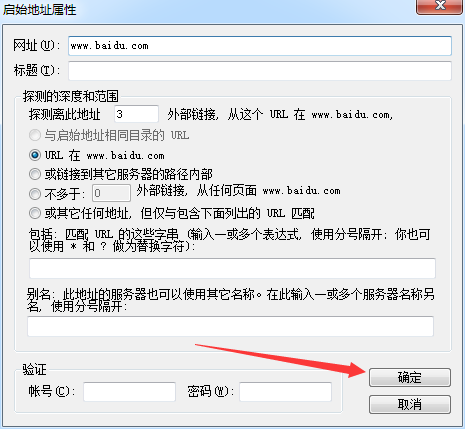 启始地址属性
网址(U): www.baidu.com
标题(T):
探测的深度和范围
探测离此地址 3 外部链接, 从这个 URL 在 www.baidu.com,
与启始地址相同目录的 URL
URL 在 www.baidu.com
或链接到其它服务器的路径内部
不多于: 0 外部链接, 从任何页面 www.baidu.com
或其它任何地址, 但仅与包含下面列出的 URL 匹配
包括: 匹配 URL 的这些字串 (输入一或多个表达式, 使用分号隔开; 你也可
以使用 * 和 ? 做为替换字符):
别名: 此地址的服务器也可以使用其它名称。在此输入一或多个服务器名称另
名, 使用分号隔开:
验证
帐号(C): 密码(W):
确定
取消